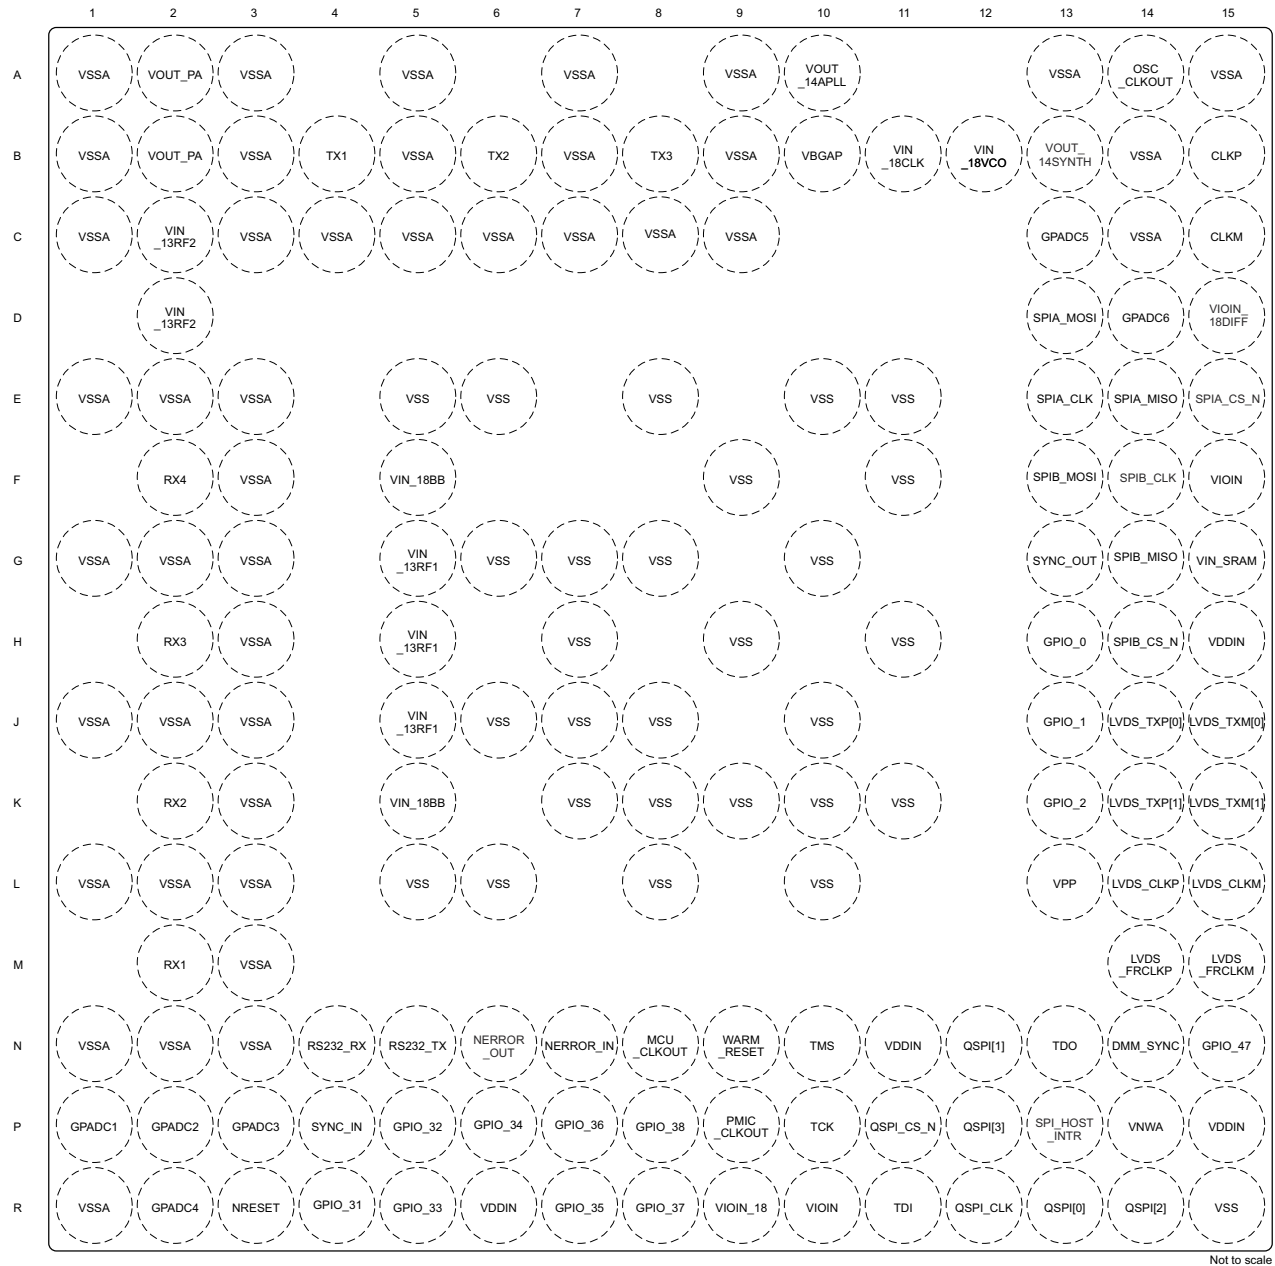 1 2 3 4 5 6 7 8 9 10 11 12 13 14 15
A VSSA VOUT_PA VSSA VSSA VSSA VSSA VOUT _14APLL VSSA OSC _CLKOUT VSSA
B VSSA VOUT_PA VSSA TX1 VSSA TX2 VSSA TX3 VSSA VBGAP VIN _18CLK VIN _18VCO VOUT_ 14SYNTH VSSA CLKP
C VSSA VIN _13RF2 VSSA VSSA VSSA VSSA VSSA VSSA VSSA GPADC5 VSSA CLKM
D VIN _13RF2 SPIA_MOSI GPADC6 VIOIN_ 18DIFF
E VSSA VSSA VSSA VSS VSS VSS VSS VSS SPIA_CLK SPIA_MISO SPIA_CS_N
F RX4 VSSA VIN_18BB VSS VSS SPIB_MOSI SPIB_CLK VIOIN
G VSSA VSSA VSSA VIN _13RF1 VSS VSS VSS VSS SYNC_OUT SPIB_MISO VIN_SRAM
H RX3 VSSA VIN _13RF1 VSS VSS VSS GPIO_0 SPIB_CS_N VDDIN
J VSSA VSSA VSSA VIN _13RF1 VSS VSS VSS VSS GPIO_1 LVDS_TXP[0] LVDS_TXM[0]
K RX2 VSSA VIN_18BB VSS VSS VSS VSS VSS GPIO_2 LVDS_TXP[1] LVDS_TXM[1]
L VSSA VSSA VSSA VSS VSS VSS VSS VPP LVDS_CLKP LVDS_CLKM
M RX1 VSSA LVDS _FRCLKP LVDS _FRCLKM
N VSSA VSSA VSSA RS232_RX RS232_TX NERROR _OUT NERROR_IN MCU _CLKOUT WARM _RESET TMS VDDIN QSPI[1] TDO DMM_SYNC GPIO_47
P GPADC1 GPADC2 GPADC3 SYNC_IN GPIO_32 GPIO_34 GPIO_36 GPIO_38 PMIC _CLKOUT TCK QSPI_CS_N QSPI[3] SPI_HOST _INTR VNWA VDDIN
R VSSA GPADC4 NRESET GPIO_31 GPIO_33 VDDIN GPIO_35 GPIO_37 VIOIN_18 VIOIN TDI QSPI_CLK QSPI[0] QSPI[2] VSS
Not to scale